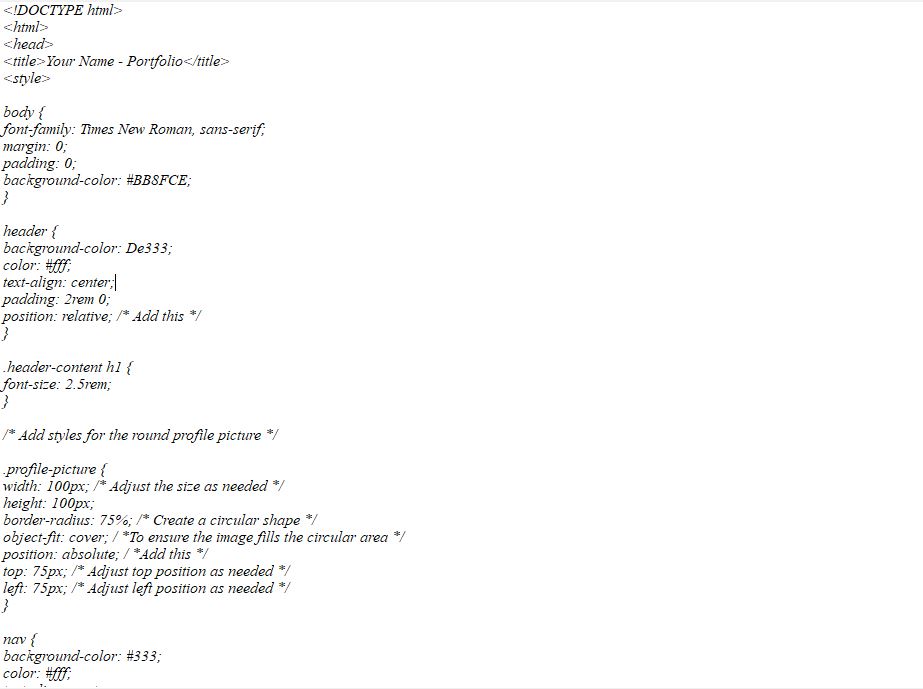 <!DOCTYPE html>
<html>
<head>
<title>Your Name - Portfolio</title>
<style>
body {
font-family: Times New Roman, sans-serif;
margin: 0;
padding: 0;
background-color: #BB8FCE;
}
header {
background-color: De333;
color: #fff;
text-align: center;
padding: 2rem 0;
position: relative; /* Add this */
}
.header-content h1 {
font-size: 2.5rem;
}
/* Add styles for the round profile picture */
.profile-picture {
width: 100px; /* Adjust the size as needed */
height: 100px;
border-radius: 75%; /* Create a circular shape */
object-fit: cover; / *To ensure the image fills the circular area */
position: absolute; / *Add this */
top: 75px; /* Adjust top position as needed */
left: 75px; /* Adjust left position as needed */
}
nav {
background-color: #333;
color: #fff;